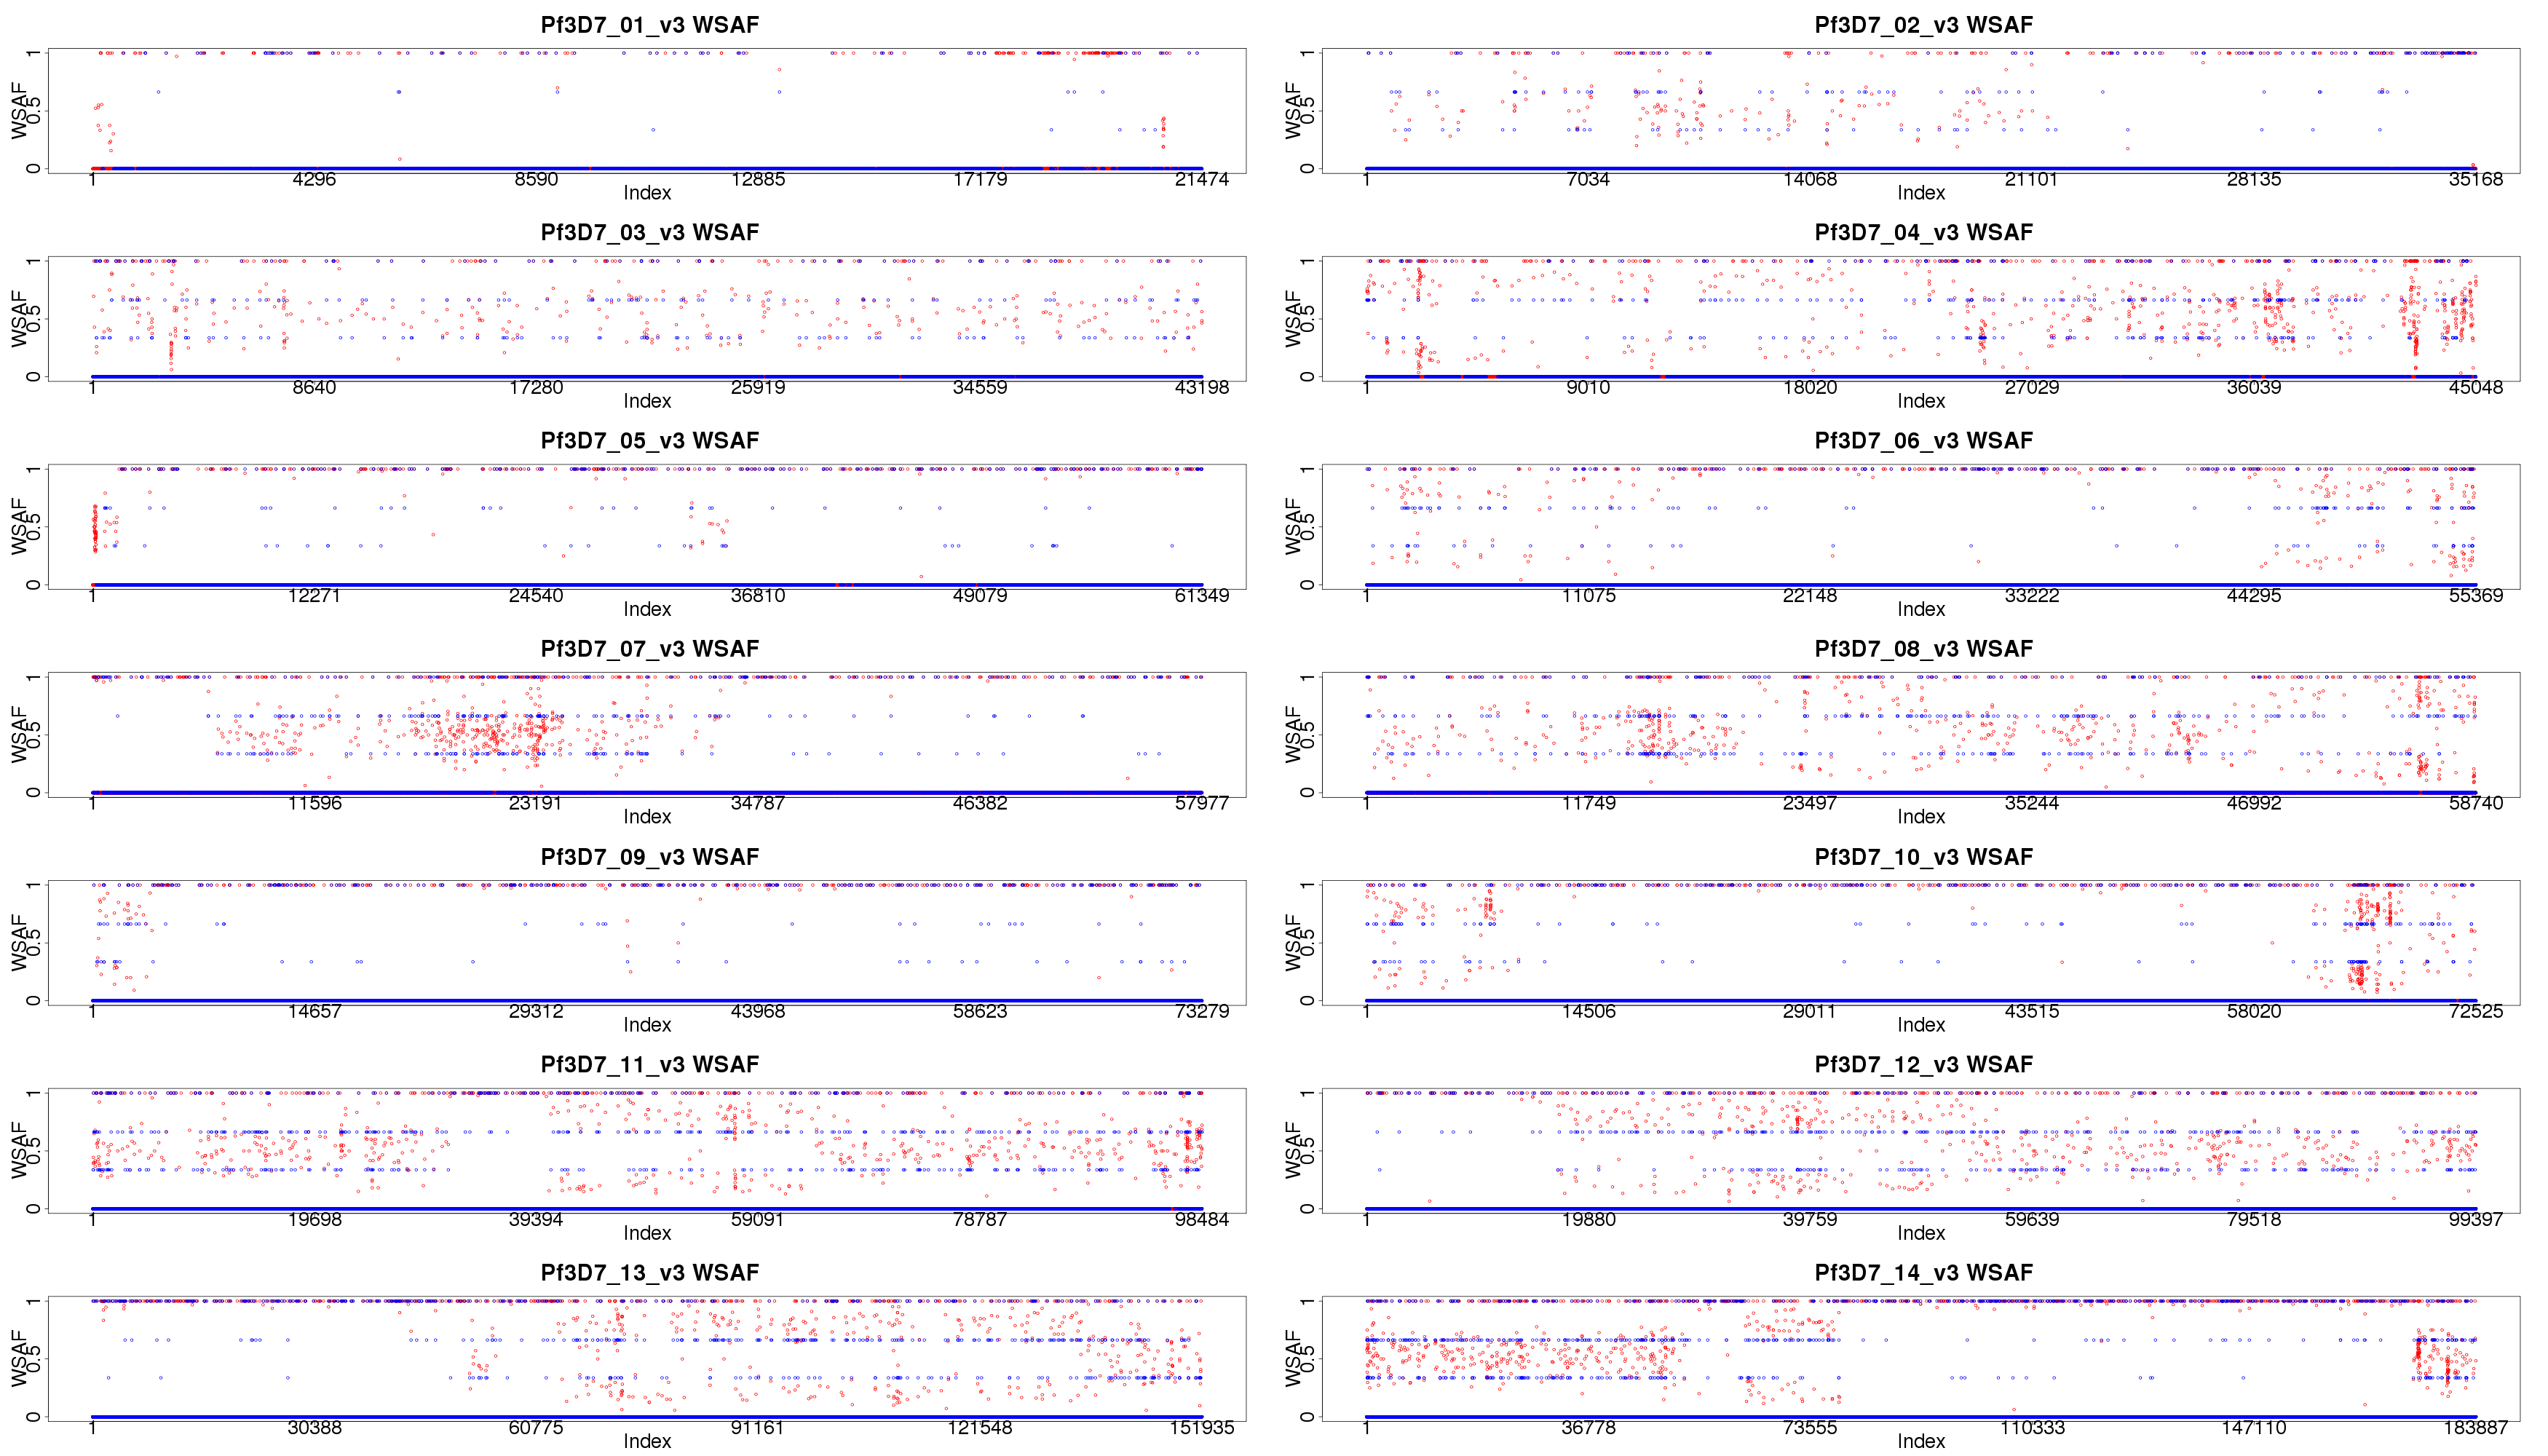 Pf3D7_01_v3 WSAF
WSAF
0 0.5 1
1 4296 8590 12885 17179 21474
Index
Pf3D7_02_v3 WSAF
WSAF
0 0.5 1
1 7034 14068 21101 28135 35168
Index
Pf3D7_03_v3 WSAF
WSAF
0 0.5 1
1 8640 17280 25919 34559 43198
Index
Pf3D7_04_v3 WSAF
WSAF
0 0.5 1
1 9010 18020 27029 36039 45048
Index
Pf3D7_05_v3 WSAF
WSAF
0 0.5 1
1 12271 24540 36810 49079 61349
Index
Pf3D7_06_v3 WSAF
WSAF
0 0.5 1
1 11075 22148 33222 44295 55369
Index
Pf3D7_07_v3 WSAF
WSAF
0 0.5 1
1 11596 23191 34787 46382 57977
Index
Pf3D7_08_v3 WSAF
WSAF
0 0.5 1
1 11749 23497 35244 46992 58740
Index
Pf3D7_09_v3 WSAF
WSAF
0 0.5 1
1 14657 29312 43968 58623 73279
Index
Pf3D7_10_v3 WSAF
WSAF
0 0.5 1
1 14506 29011 43515 58020 72525
Index
Pf3D7_11_v3 WSAF
WSAF
0 0.5 1
1 19698 39394 59091 78787 98484
Index
Pf3D7_12_v3 WSAF
WSAF
0 0.5 1
1 19880 39759 59639 79518 99397
Index
Pf3D7_13_v3 WSAF
WSAF
0 0.5 1
1 30388 60775 91161 121548 151935
Index
Pf3D7_14_v3 WSAF
WSAF
0 0.5 1
1 36778 73555 110333 147110 183887
Index